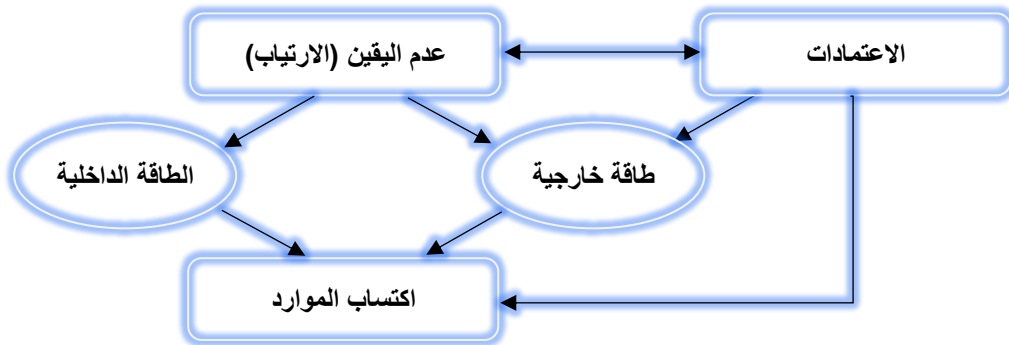 الاعتمادات
عدم اليقين (الارتياب)
طاقة خارجية
الطاقة الداخلية
اكتساب الموارد